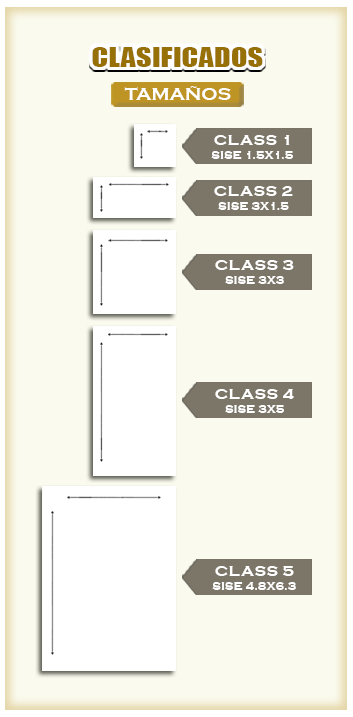 CLASIFICADOS
TAMAÑOS
CLASS 1
SISE 1.5X1.5
CLASS 2
SISE 3X1.5
CLASS 3
SISE 3X3
CLASS 4
SISE 3X5
CLASS 5
SISE 4.8X6.3